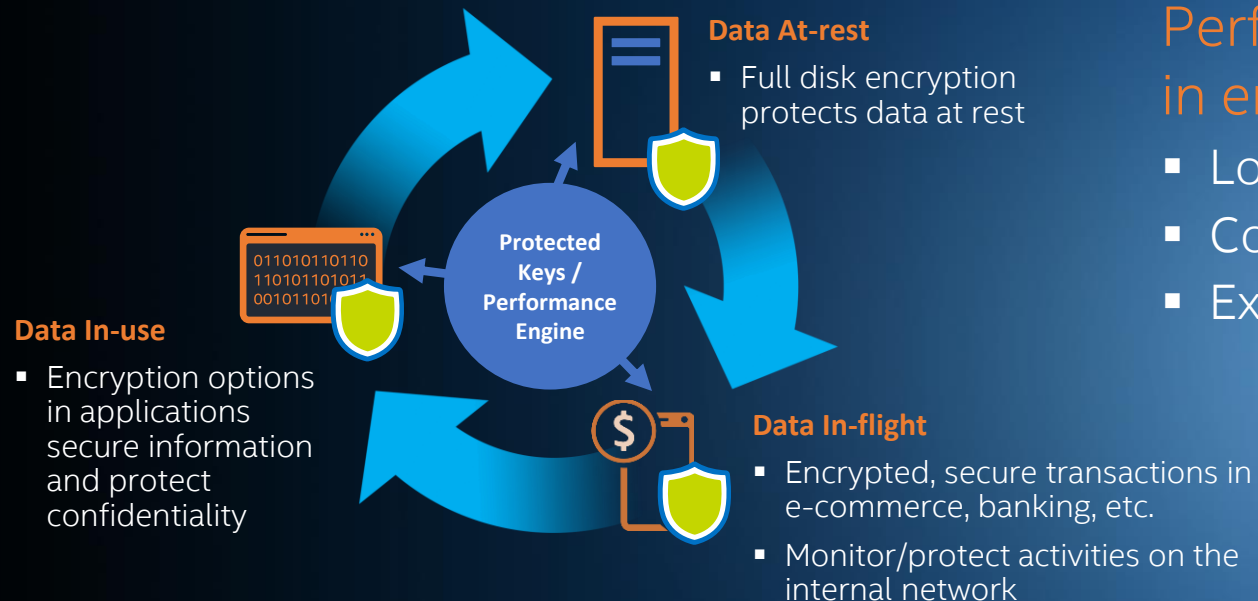 Data At-rest
▪ Full disk encryption
protects data at rest
Protected
Keys /
Performance
Engine
011010110110
110101101011
Data In-use
▪ Encryption options
in applications
secure information
and protect
confidentiality
Data In-flight
▪ Encrypted, secure transactions in
e-commerce, banking, etc.
▪ Monitor/protect activities on the
internal network
in